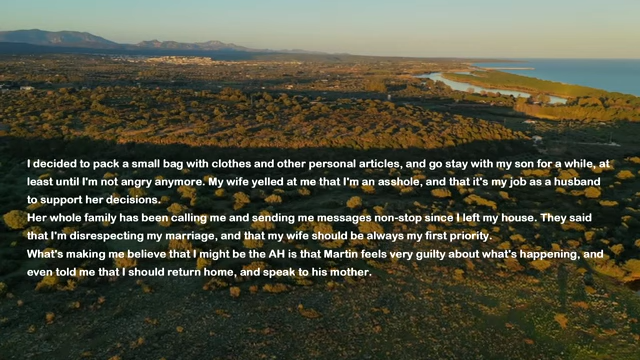 I decided to pack a small bag with clothes and other personal articles, and go stay with my son for a while, at
least until I'm not angry anymore. My wife yelled at me that I'm an asshole, and that it's my job as a husband
to support her decisions.
Her whole family has been calling me and sending me messages non-stop since I left my house. They said
that I'm disrespecting my marriage, and that my wife should be always my first priority.
What's making me believe that I might be the AH is that Martin feels very guilty about what's happening, and
even told me that I should return home, and speak to his mother.